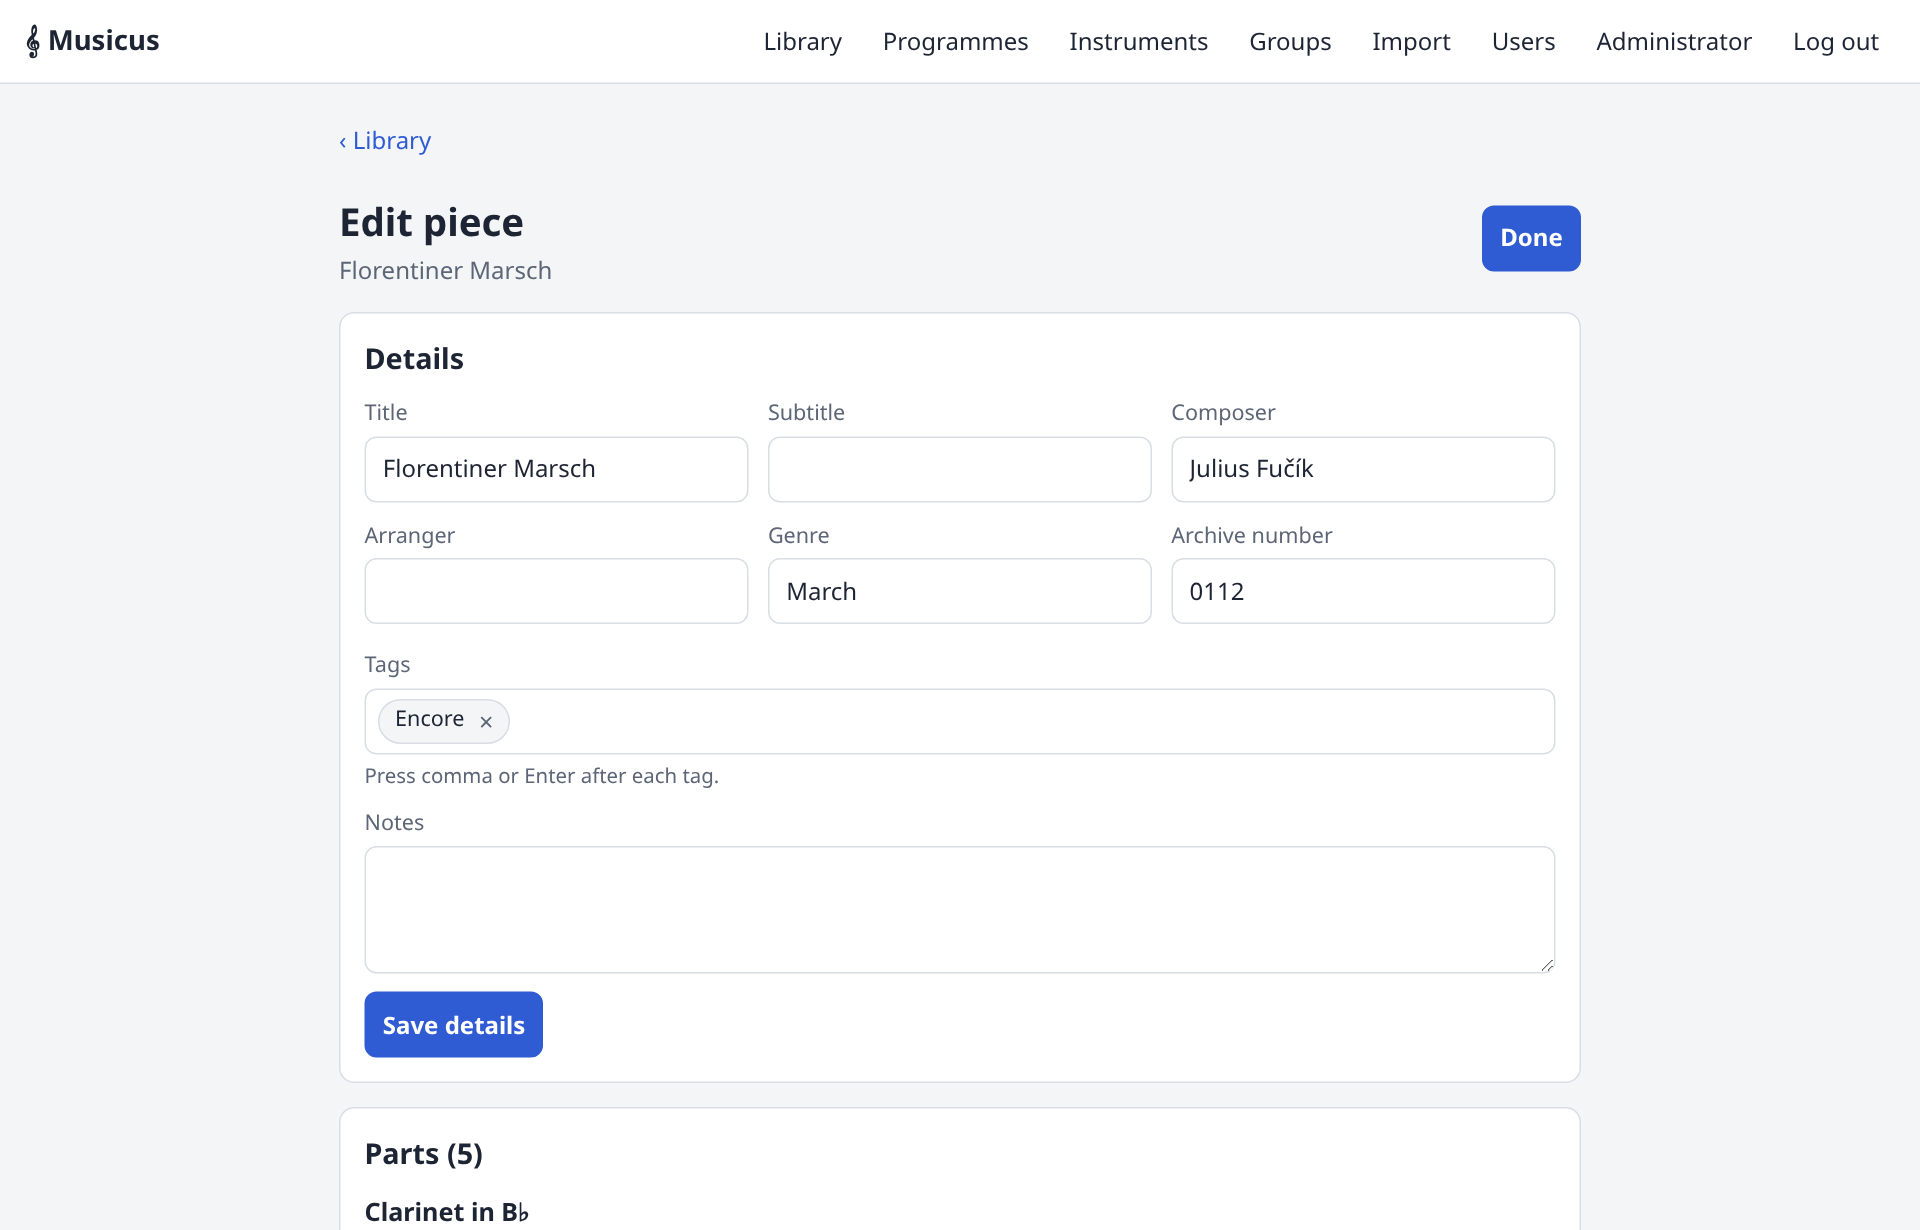 Musicus
Library Programmes Instruments Groups Import Users Administrator Log out
‹ Library
Edit piece
Done
Florentiner Marsch
Details
Title Subtitle Composer
Florentiner Marsch Julius Fučík
Arranger Genre Archive number
March 0112
Tags
Encore ×
Press comma or Enter after each tag.
Notes
Save details
Parts (5)
Clarinet in B♭